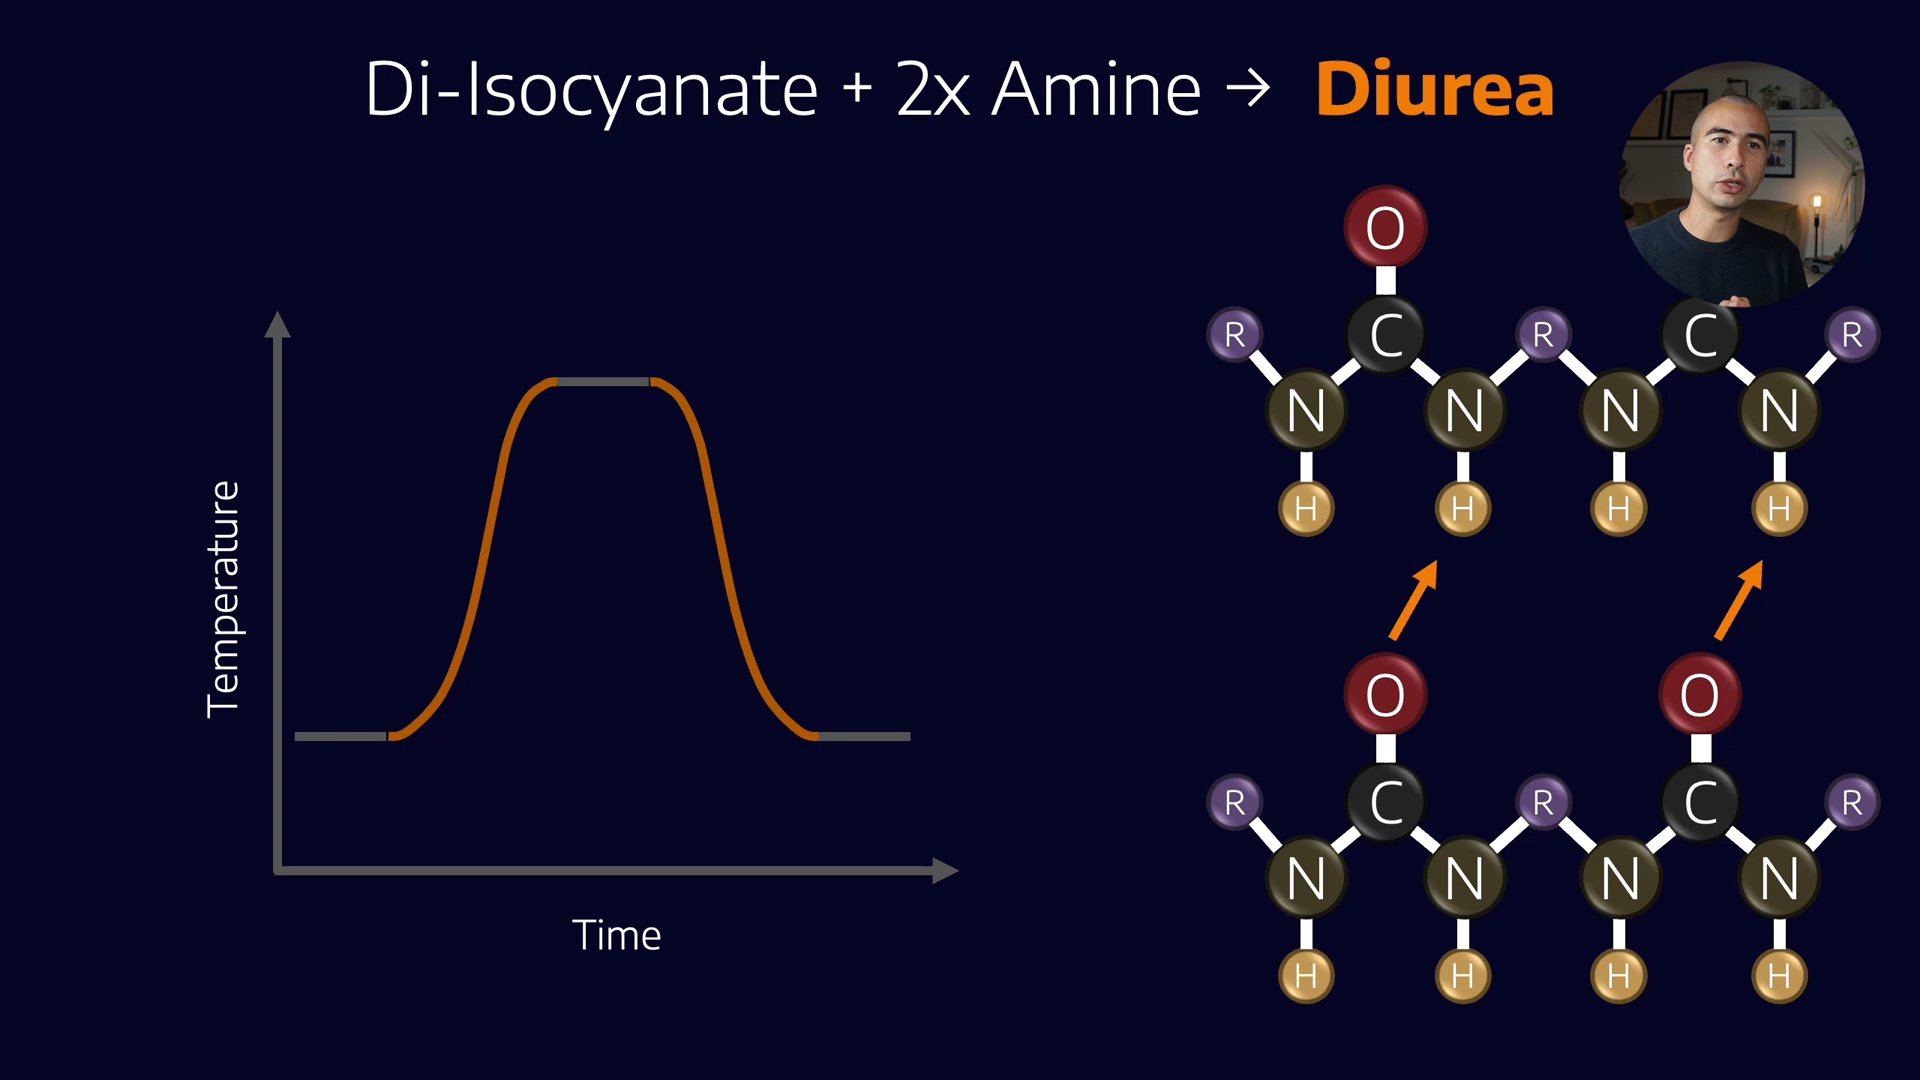 Di-Isocyanate + 2x Amine → Diurea
O
R C R C R
N N N N
H H H H
Temperature
O O
R C R C R
N N N N
H H H H
Time